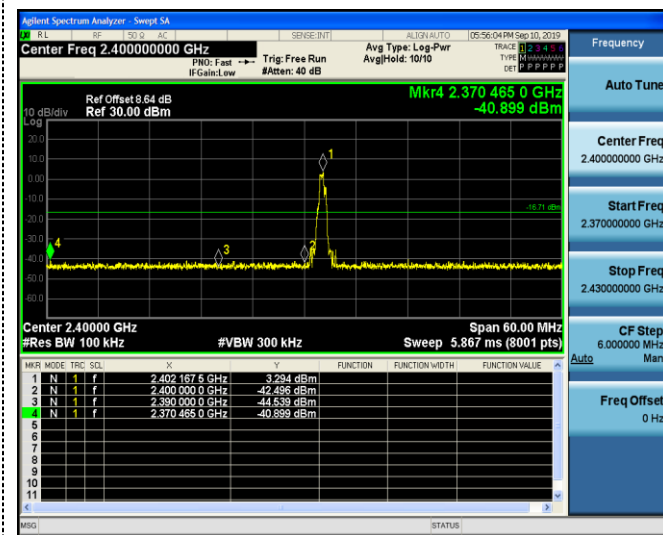 Agilent Spectrum Analyzer - Swept SA
RL RF 50 Ω AC SENSE:INT ALIGN AUTO 05:56:04 PM Sep 10, 2019
Center Freq 2.400000000 GHz
PNO: Fast
IFGain:Low
Trig: Free Run
#Atten: 40 dB
Avg Type: Log-Pwr
Avg|Hold: 10/10
TRACE 1 2 3 4 5 6
TYPE M
DET P P P P P P
Mkr4 2.370 465 0 GHz
-40.899 dBm
Ref Offset 8.64 dB
10 dB/div Ref 30.00 dBm
Log
20.0
10.0
0.00
-10.0
-20.0
-30.0
-40.0
-50.0
-60.0
-16.71 dBm
1
2
3
4
Center 2.40000 GHz Span 60.00 MHz
#Res BW 100 kHz #VBW 300 kHz Sweep 5.867 ms (8001 pts)
MKR MODE TRC SCL X Y FUNCTION FUNCTION WIDTH FUNCTION VALUE
1 N 1 f 2.402 167 5 GHz 3.294 dBm
2 N 1 f 2.400 000 0 GHz -42.496 dBm
3 N 1 f 2.390 000 0 GHz -44.539 dBm
4 N 1 f 2.370 465 0 GHz -40.899 dBm
5
6
7
8
9
10
11
MSG STATUS
Frequency
Auto Tune
Center Freq
2.400000000 GHz
Start Freq
2.370000000 GHz
Stop Freq
2.430000000 GHz
CF Step
6.000000 MHz
Auto Man
Freq Offset
0 Hz